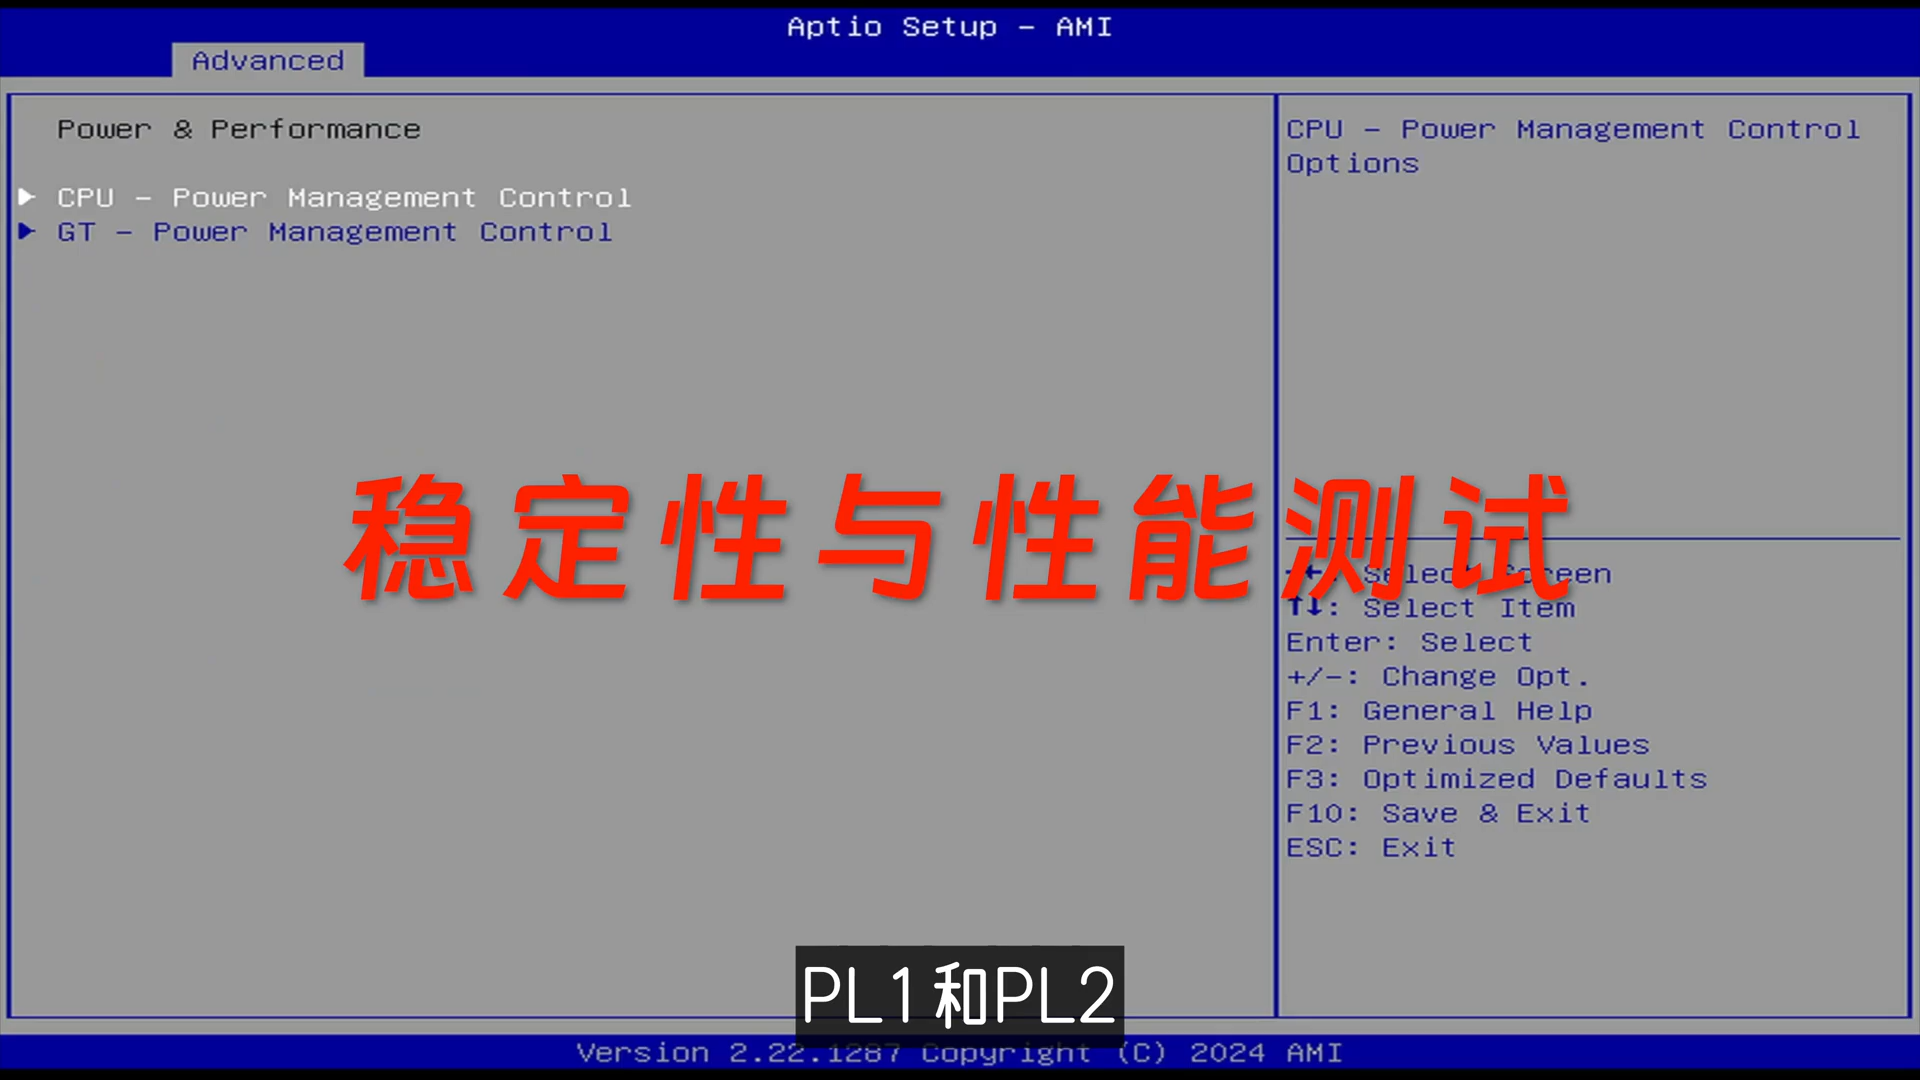 Aptio Setup - AMI
Advanced
Power & Performance
CPU - Power Management Control
GT - Power Management Control
CPU - Power Management Control
Options
稳定性与性能测试
Select Screen
↑↓: Select Item
Enter: Select
+/-: Change Opt.
F1: General Help
F2: Previous Values
F3: Optimized Defaults
F10: Save & Exit
ESC: Exit
PL1和PL2
Version 2.22.1287 Copyright (C) 2024 AMI